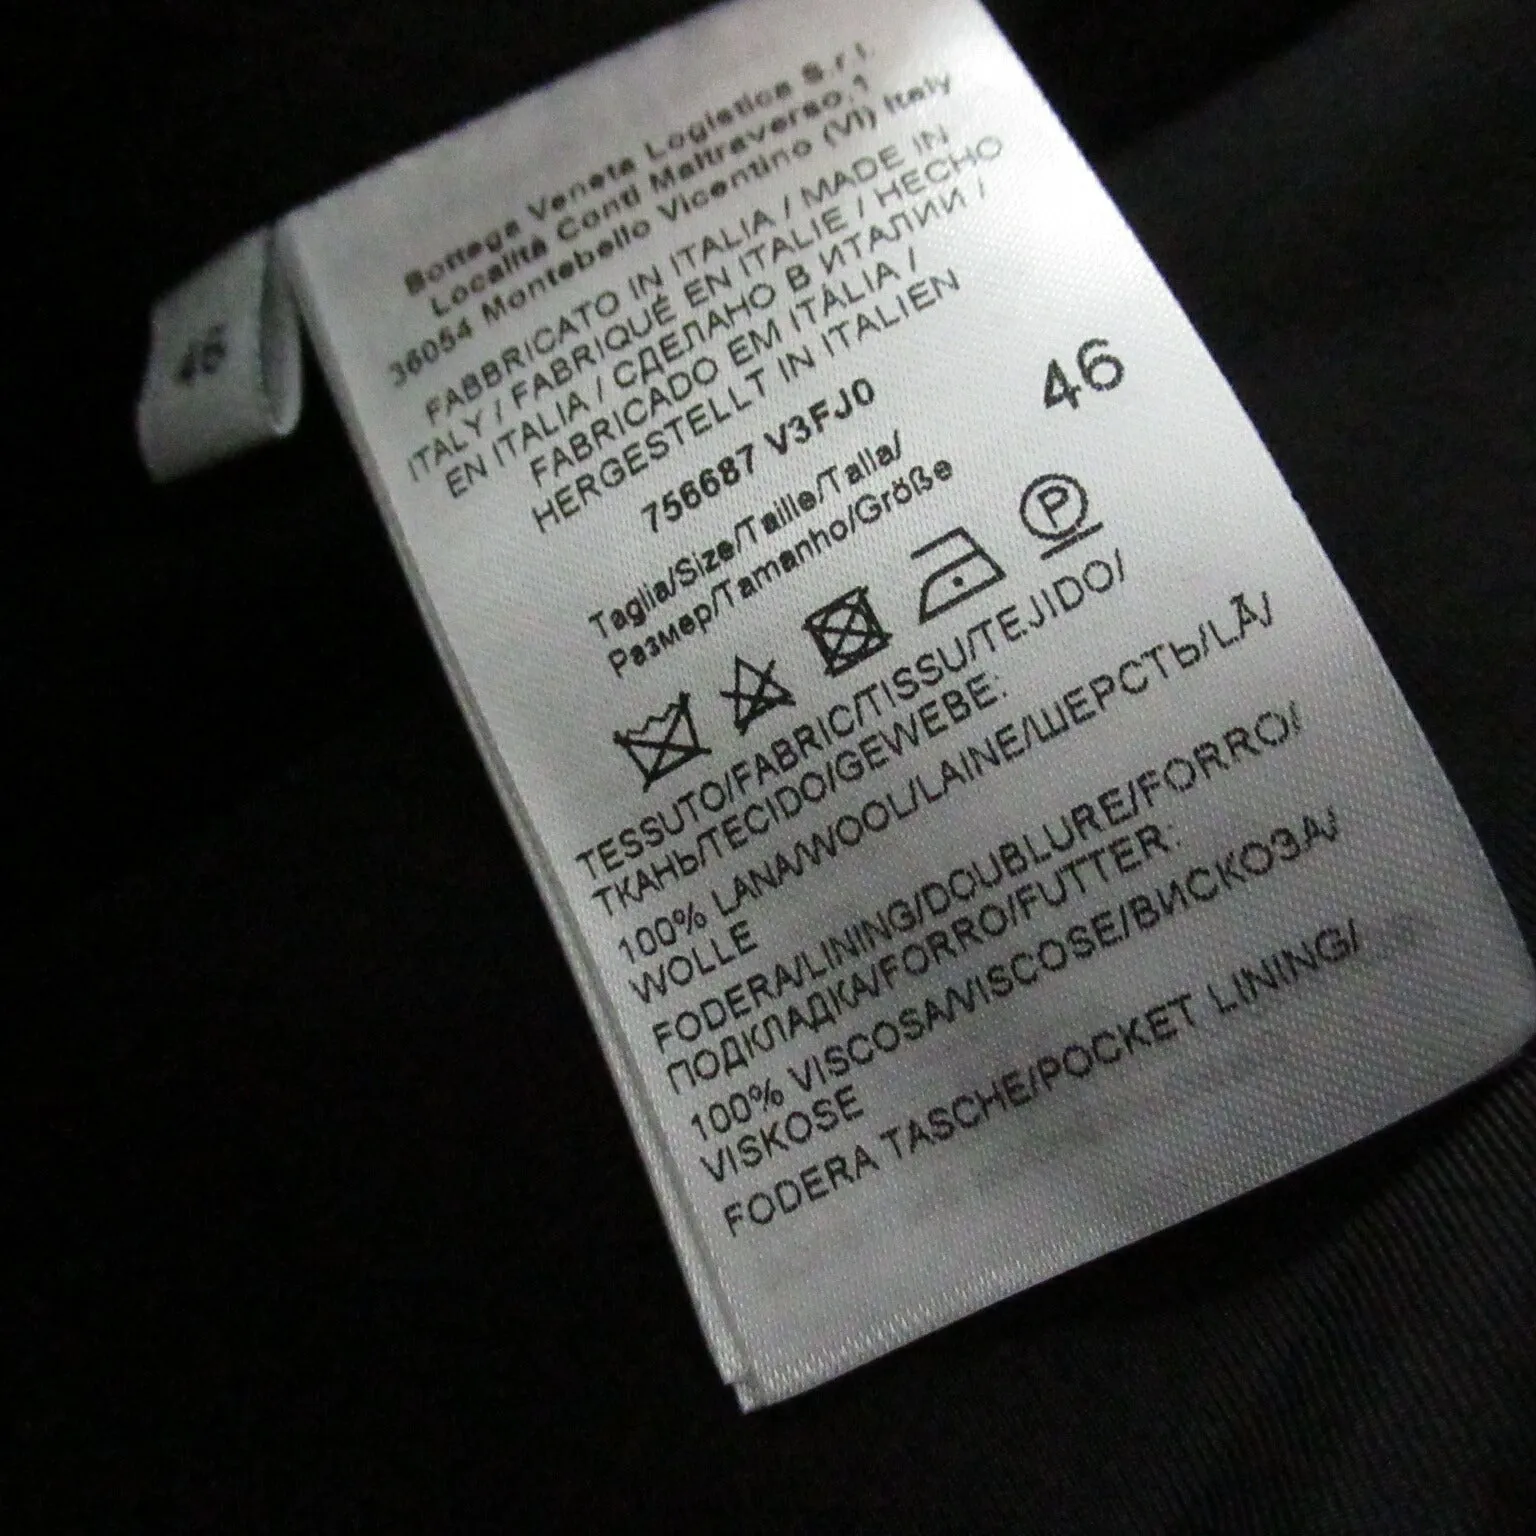 46
Bottega Veneta Logistics S.r.l.
Località Conti Maltraverso,1
36054 Montebello Vicentino (VI) Italy
FABBRICATO IN ITALIA / MADE IN
ITALY / FABRIQUÉ EN ITALIE / HECHO
EN ITALIA / СДЕЛАНО В ИТАЛИИ /
FABRICADO EM ITALIA /
HERGESTELLT IN ITALIEN
756687 V3FJ0
Taglia/Size/Taille/Talla/
Размер/Tamanho/Größe
46
P
TESSUTO/FABRIC/TISSU/TEJIDO/
ТКАНЬ/TECIDO/GEWEBE:
100% LANA/WOOL/LAINE/ШЕРСТЬ/LÃ/
WOLLE
FODERA/LINING/DOUBLURE/FORRO/
ПОДКЛАДКА/FORRO/FUTTER:
100% VISCOSA/VISCOSE/ВИСКОЗА/
VISKOSE
FODERA TASCHE/POCKET LINING/